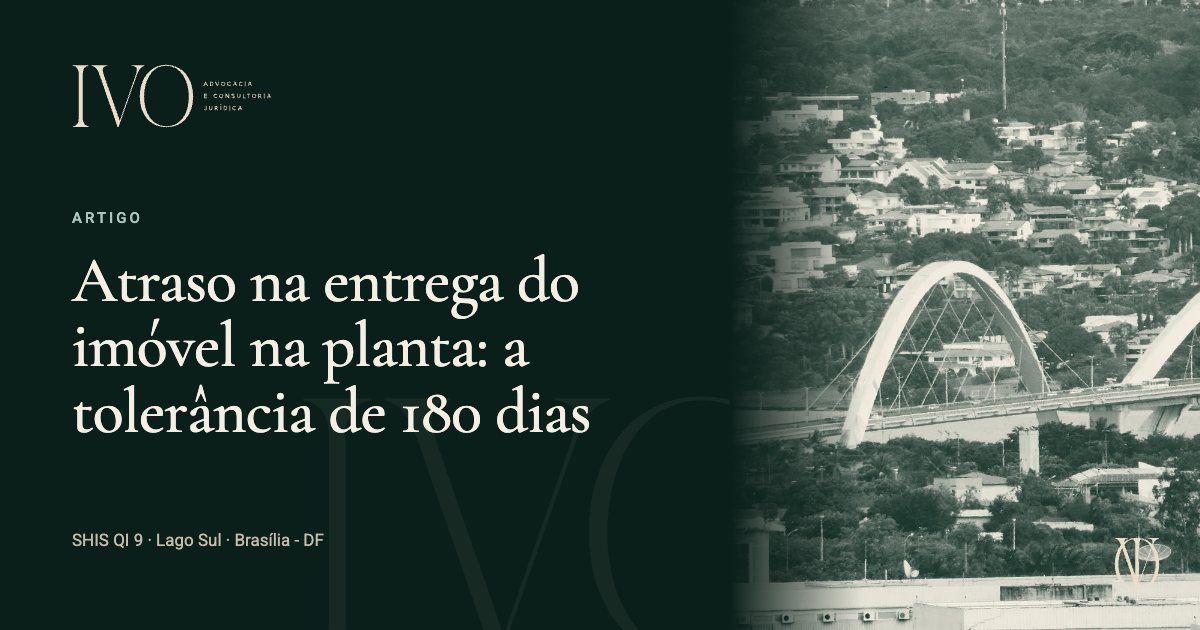 IVO
ADVOCACIA
E CONSULTORIA
JURÍDICA
ARTIGO
Atraso na entrega do
imóvel na planta: a
tolerância de 180 dias
SHIS QI 9 · Lago Sul · Brasília - DF
IVO